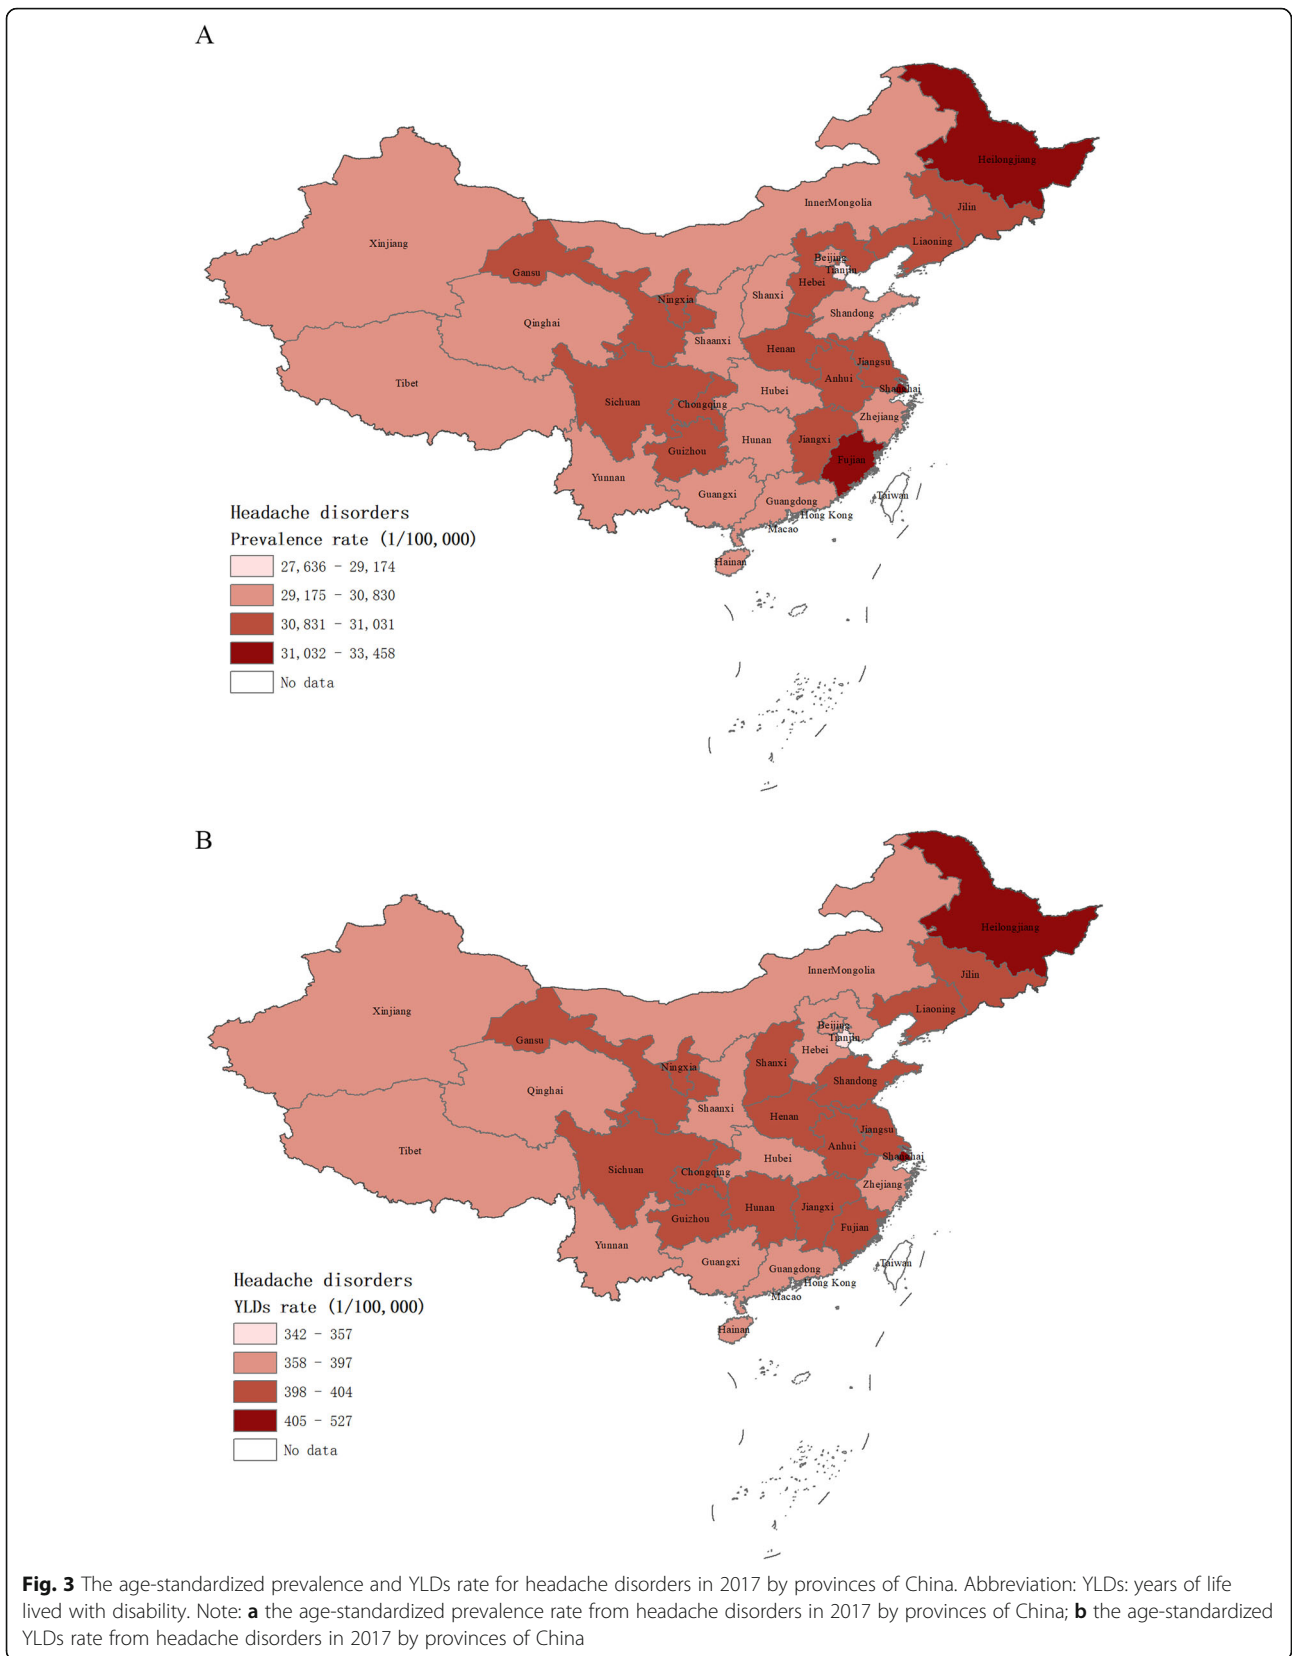 A
Heilongjiang
Jilin
InnerMongolia
Liaoning
Xinjiang
Beijing
Gansu
Tianjin
Hebei
Ningxia
Shanxi
Shandong
Qinghai
Shaanxi
Henan
Jiangsu
Anhui
Tibet
Hubei
Shanghai
Sichuan
Chongqing
Zhejiang
Hunan
Jiangxi
Guizhou
Fujian
Yunnan
Guangxi
Guangdong
Taiwan
Hong Kong
Macao
Hainan
Headache disorders
Prevalence rate (1/100,000)
27,636 - 29,174
29,175 - 30,830
30,831 - 31,031
31,032 - 33,458
No data
B
Heilongjiang
Jilin
InnerMongolia
Liaoning
Xinjiang
Beijing
Gansu
Tianjin
Hebei
Ningxia
Shanxi
Shandong
Qinghai
Shaanxi
Henan
Jiangsu
Anhui
Tibet
Hubei
Shanghai
Sichuan
Chongqing
Zhejiang
Hunan
Jiangxi
Guizhou
Fujian
Yunnan
Guangxi
Guangdong
Taiwan
Hong Kong
Macao
Hainan
Headache disorders
YLDs rate (1/100,000)
342 - 357
358 - 397
398 - 404
405 - 527
No data
Fig. 3 The age-standardized prevalence and YLDs rate for headache disorders in 2017 by provinces of China. Abbreviation: YLDs: years of life
lived with disability. Note: a the age-standardized prevalence rate from headache disorders in 2017 by provinces of China; b the age-standardized
YLDs rate from headache disorders in 2017 by provinces of China